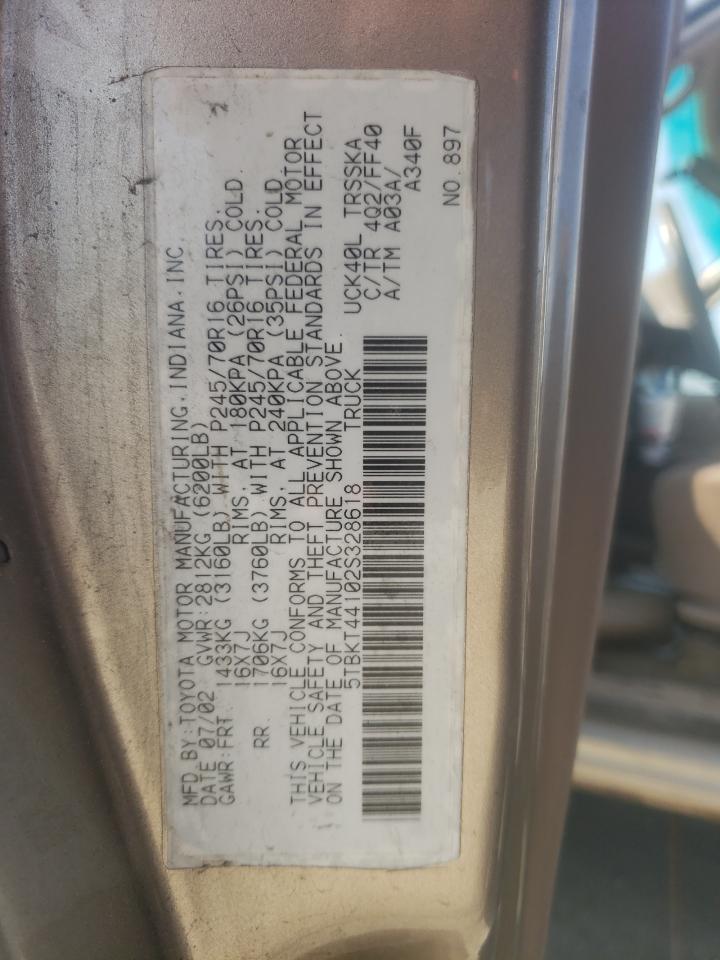 MFD BY:TOYOTA MOTOR MANUFACTURING,INDIANA,INC.
DATE 07/02 GVWR:2812KG (6200LB)
GAWR:FRT. 1433KG (3160LB) WITH P245/70R16 TIRES.
16X7J RIMS, AT 180KPA (26PSI) COLD.
RR. 1706KG (3760LB) WITH P245/70R16 TIRES.
16X7J RIMS, AT 240KPA (35PSI) COLD.
THIS VEHICLE CONFORMS TO ALL APPLICABLE FEDERAL MOTOR
VEHICLE SAFETY AND THEFT PREVENTION STANDARDS IN EFFECT
ON THE DATE OF MANUFACTURE SHOWN ABOVE.
5TBKT44102S328618 TRUCK
UCK40L TRSSKA
C/TR 4Q2/FF40
A/TM A03A/
A340F
NO.897